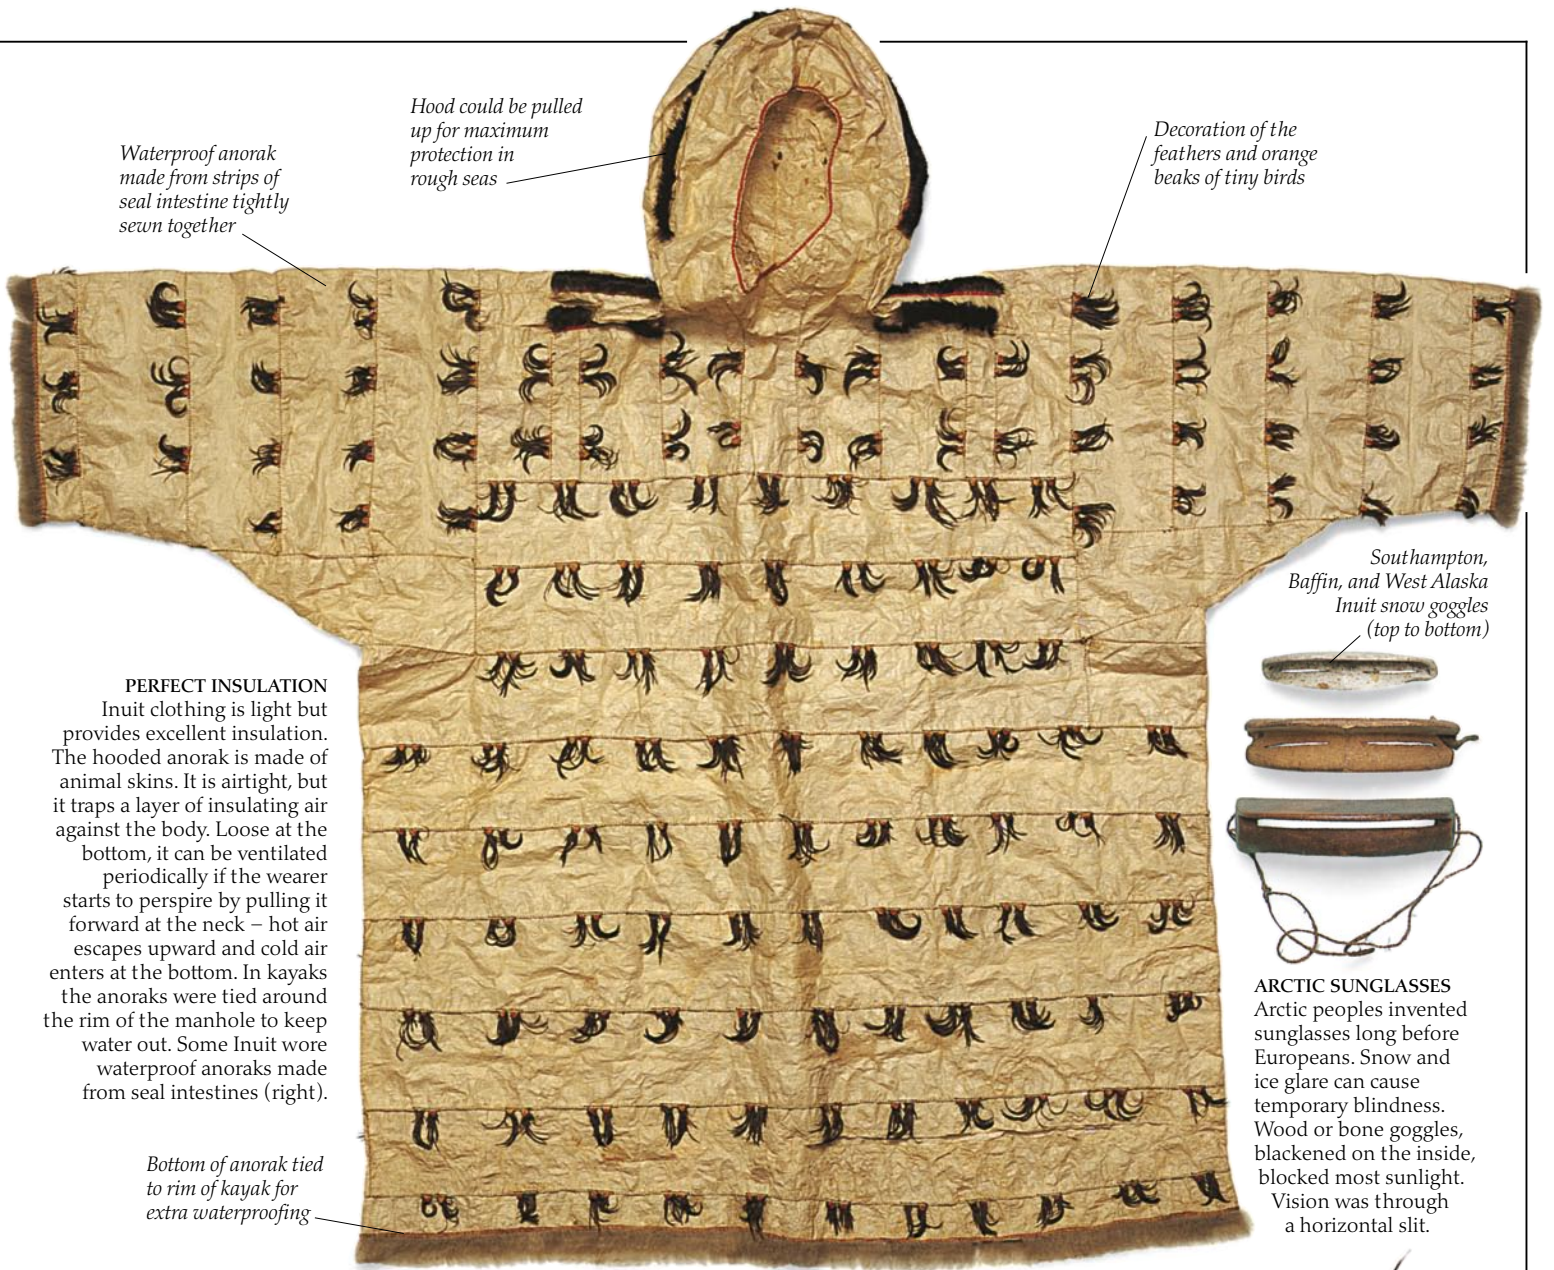 Hood could be pulled
up for maximum
protection in
rough seas
Waterproof anorak
made from strips of
seal intestine tightly
sewn together
Decoration of the
feathers and orange
beaks of tiny birds
Southampton,
Baffin, and West Alaska
Inuit snow goggles
(top to bottom)
PERFECT INSULATION
Inuit clothing is light but
provides excellent insulation.
The hooded anorak is made of
animal skins. It is airtight, but
it traps a layer of insulating air
against the body. Loose at the
bottom, it can be ventilated
periodically if the wearer
starts to perspire by pulling it
forward at the neck – hot air
escapes upward and cold air
enters at the bottom. In kayaks
the anoraks were tied around
the rim of the manhole to keep
water out. Some Inuit wore
waterproof anoraks made
from seal intestines (right).
Bottom of anorak tied
to rim of kayak for
extra waterproofing
ARCTIC SUNGLASSES
Arctic peoples invented
sunglasses long before
Europeans. Snow and
ice glare can cause
temporary blindness.
Wood or bone goggles,
blackened on the inside,
blocked most sunlight.
Vision was through
a horizontal slit.